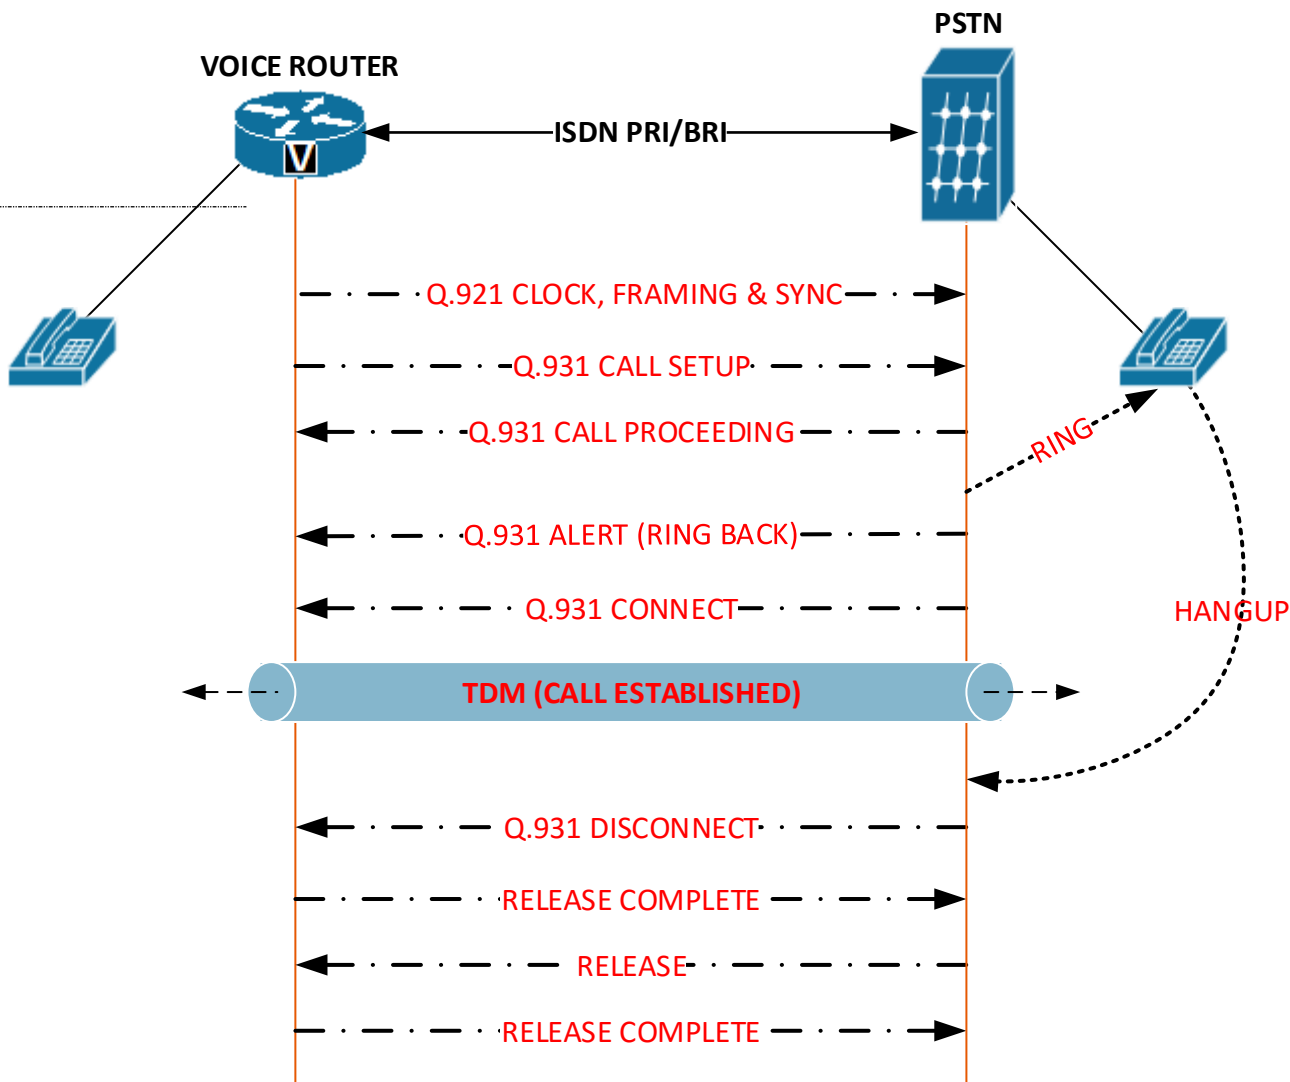 PSTN
VOICE ROUTER
ISDN PRI/BRI
V
Q.921 CLOCK, FRAMING & SYNC
Q.931 CALL SETUP
Q.931 CALL PROCEEDING
RING
Q.931 ALERT (RING BACK)
Q.931 CONNECT
HANGUP
TDM (CALL ESTABLISHED)
Q.931 DISCONNECT
RELEASE COMPLETE
RELEASE
RELEASE COMPLETE